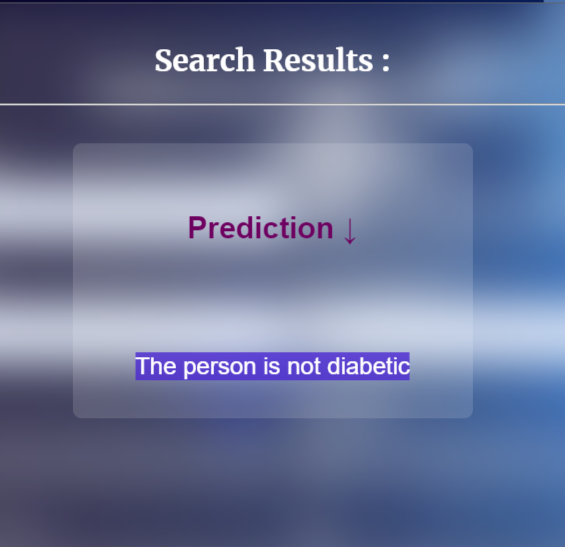 Search Results :
Prediction ↓
The person is not diabetic